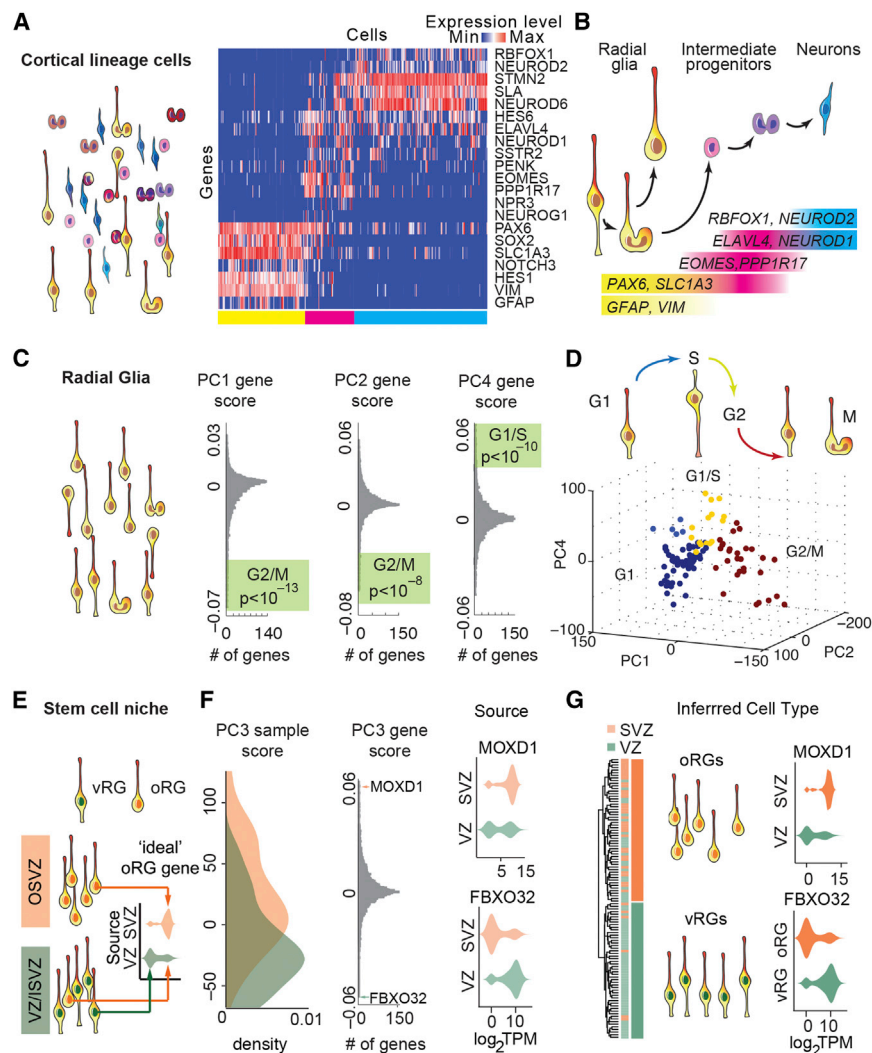 A
Cortical lineage cells
Expression level
Cells
Min
Max
Genes
RBFOX1
NEUROD2
STMN2
SLA
NEUROD6
HES6
ELAVL4
NEUROD1
SSTR2
PENK
EOMES
PPP1R17
NPR3
NEUROG1
PAX6
SOX2
SLC1A3
NOTCH3
HES1
VIM
GFAP
B
Radial
glia
Intermediate
progenitors
Neurons
RBFOX1, NEUROD2
ELAVL4, NEUROD1
EOMES,PPP1R17
PAX6, SLC1A3
GFAP, VIM
C
Radial Glia
PC1 gene
score
0.03
0
-0.07
G2/M
p<10^-13
0
140
# of genes
PC2 gene
score
0.06
0
-0.08
G2/M
p<10^-8
0
150
# of genes
PC4 gene
score
0.06
0
-0.06
G1/S
p<10^-10
0
150
# of genes
D
G1
S
G2
M
G1/S
G2/M
G1
PC4
100
0
-100
150
0
-150
PC1
100
0
-200
PC2
E
Stem cell niche
vRG
oRG
OSVZ
VZ/ISVZ
'ideal'
oRG gene
Source
VZ SVZ
F
PC3 sample
score
100
50
0
-50
0
0.01
density
PC3 gene
score
0.06
0
-0.06
MOXD1
FBXO32
0
150
# of genes
Source
MOXD1
SVZ
VZ
5
15
FBXO32
SVZ
VZ
0
10
log2TPM
G
Inferrred Cell Type
SVZ
VZ
oRGs
vRGs
MOXD1
SVZ
VZ
0
15
FBXO32
oRG
vRG
0
10
log2TPM